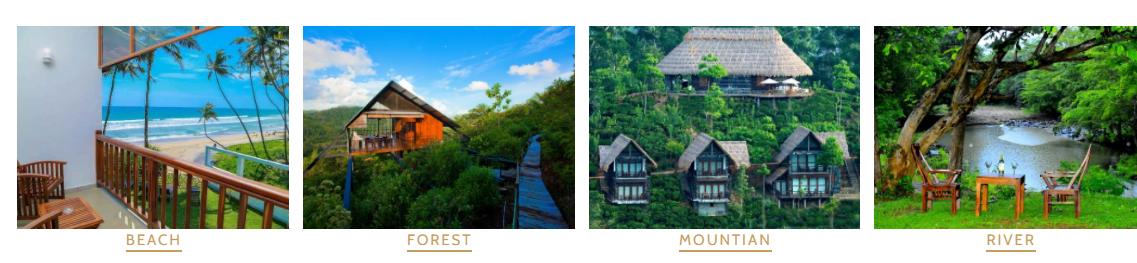 BEACH
FOREST
MOUNTIAN
RIVER